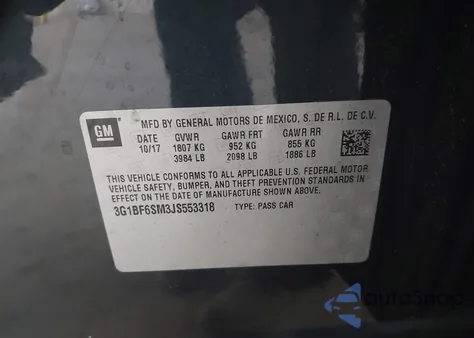 GM
MFD BY GENERAL MOTORS DE MEXICO, S. DE R.L. DE C.V.
10/17 GVWR GAWR FRT GAWR RR
1807 KG 952 KG 855 KG
3984 LB 2098 LB 1886 LB
THIS VEHICLE CONFORMS TO ALL APPLICABLE U.S. FEDERAL MOTOR
VEHICLE SAFETY, BUMPER, AND THEFT PREVENTION STANDARDS IN
EFFECT ON THE DATE OF MANUFACTURE SHOWN ABOVE.
3G1BF6SM3JS553318 TYPE: PASS CAR
AutoSnap